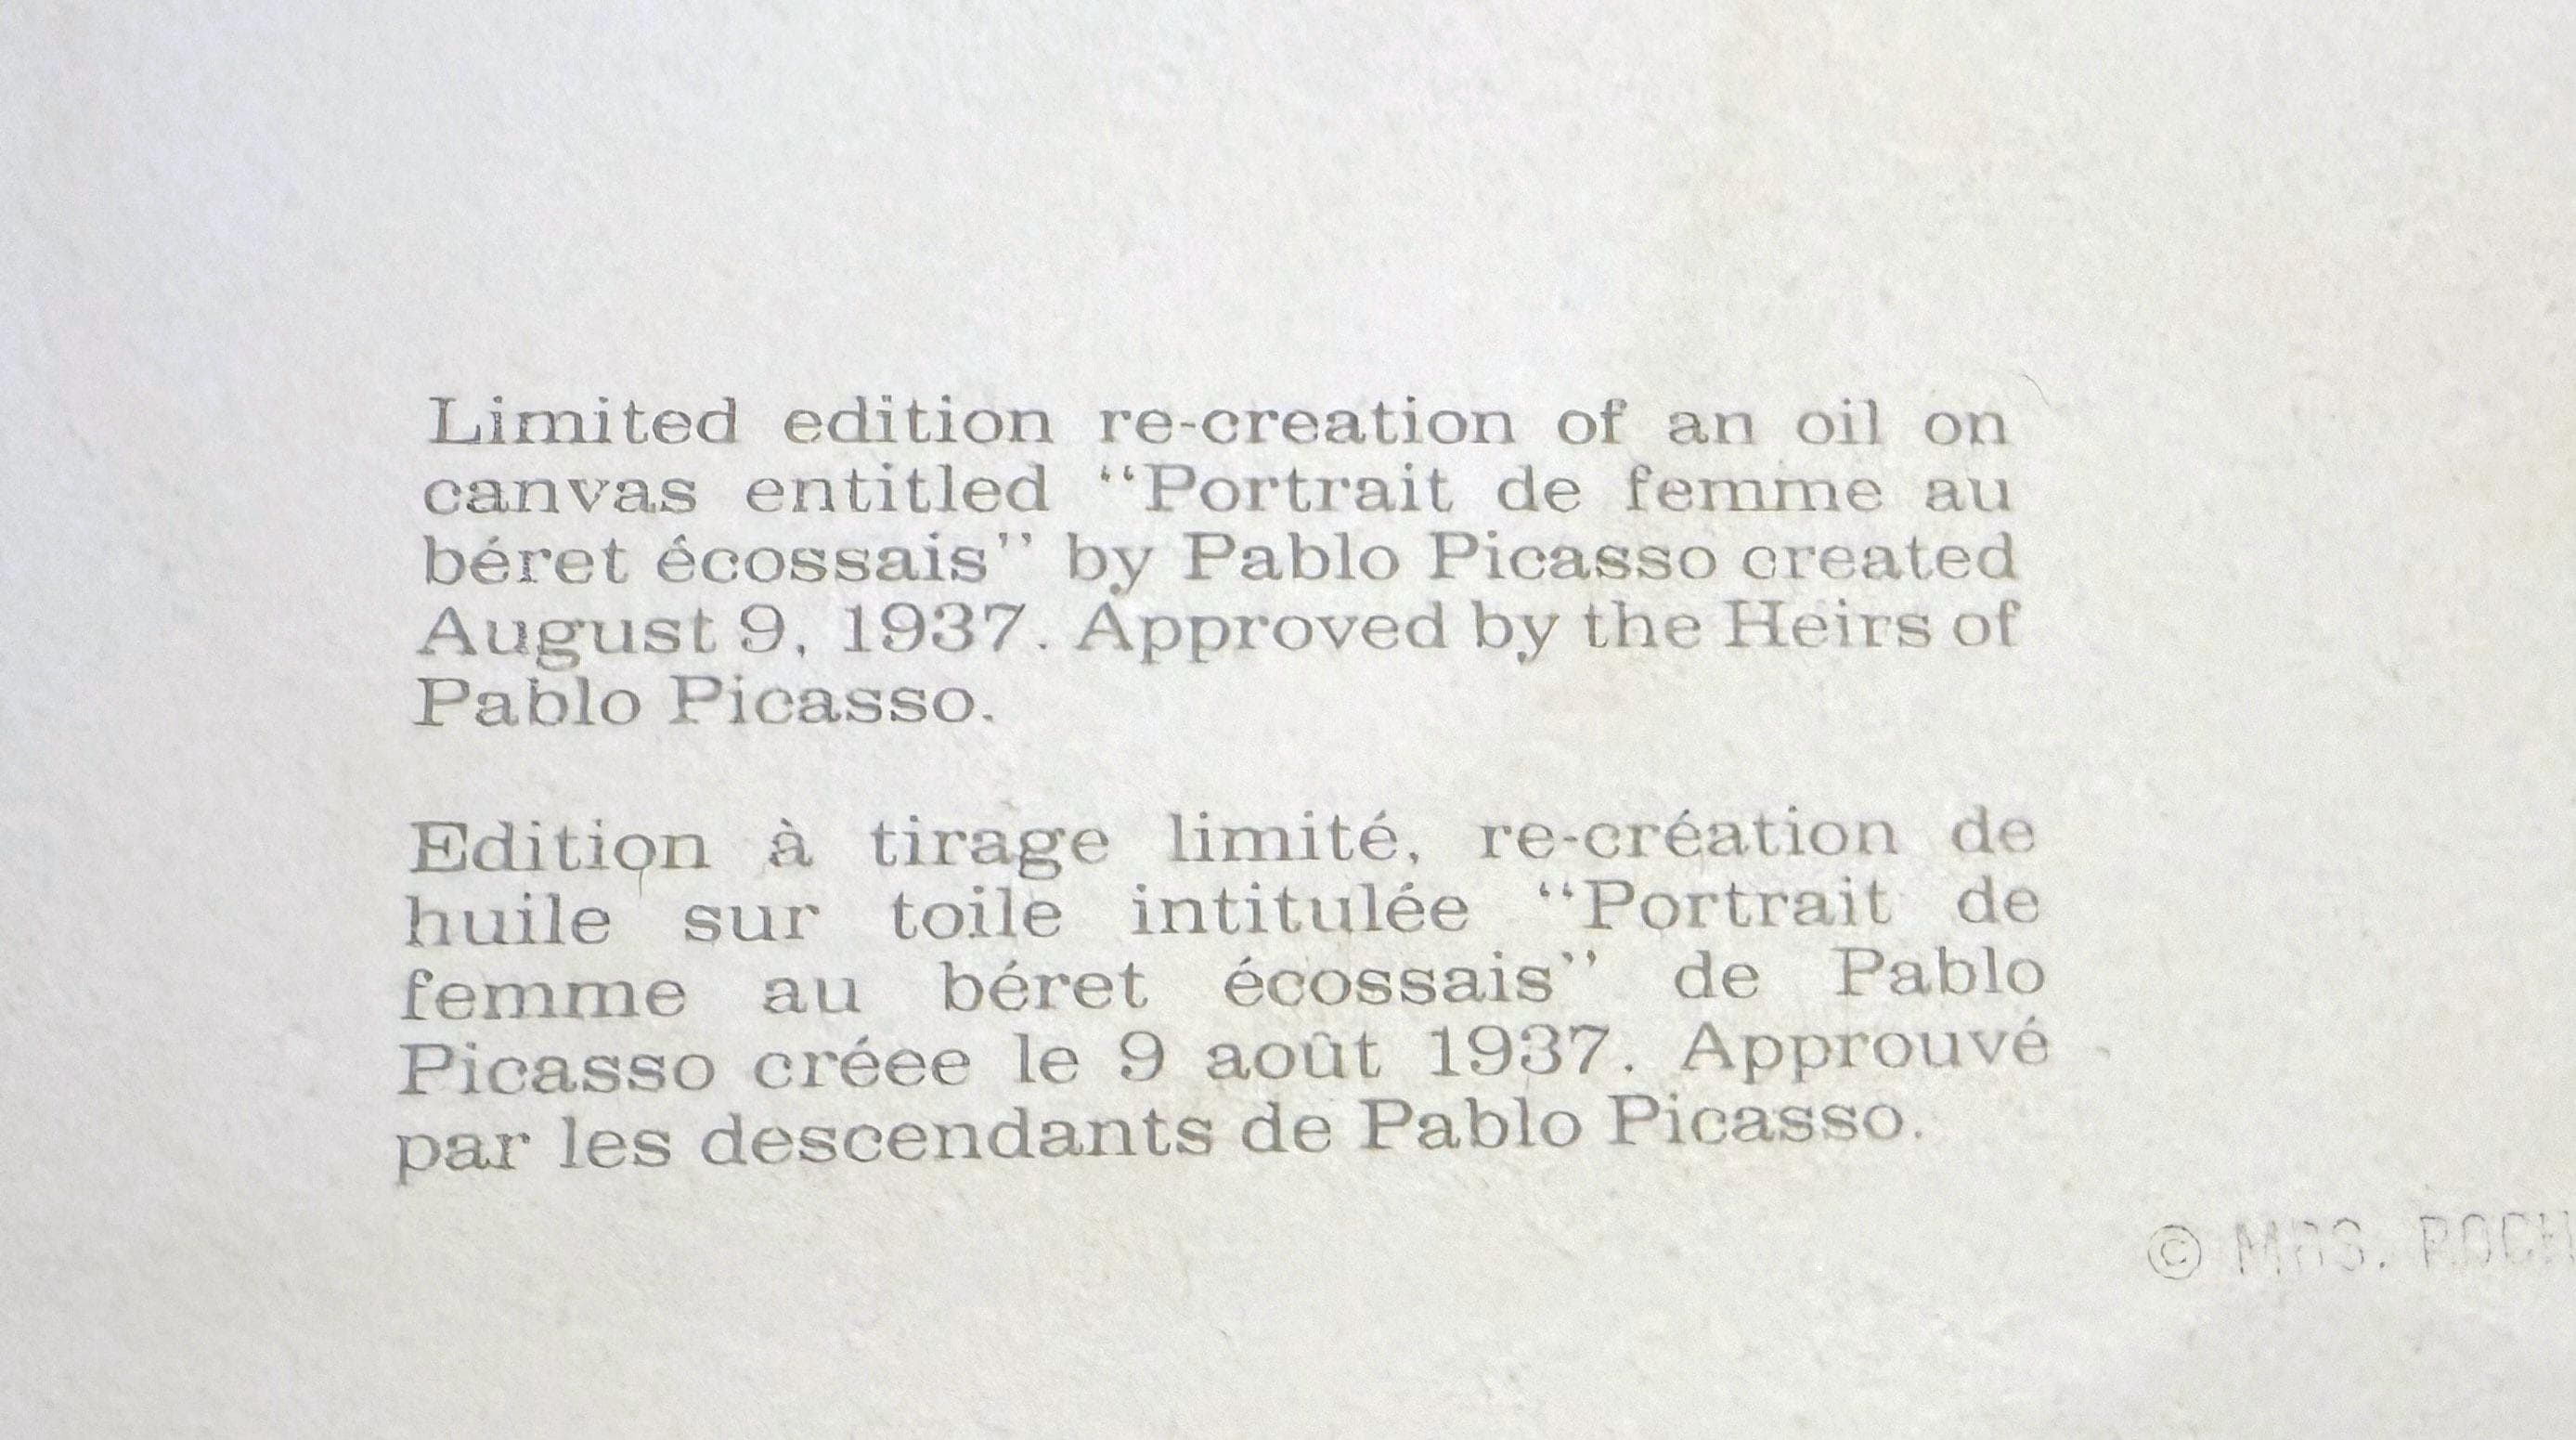 Limited edition re-creation of an oil on
canvas entitled “Portrait de femme au
béret écossais” by Pablo Picasso created
August 9, 1937. Approved by the Heirs of
Pablo Picasso.
Edition à tirage limité, re-création de
huile sur toile intitulée “Portrait de
femme au béret écossais” de Pablo
Picasso créee le 9 août 1937. Approuvé
par les descendants de Pablo Picasso.
© MRS.